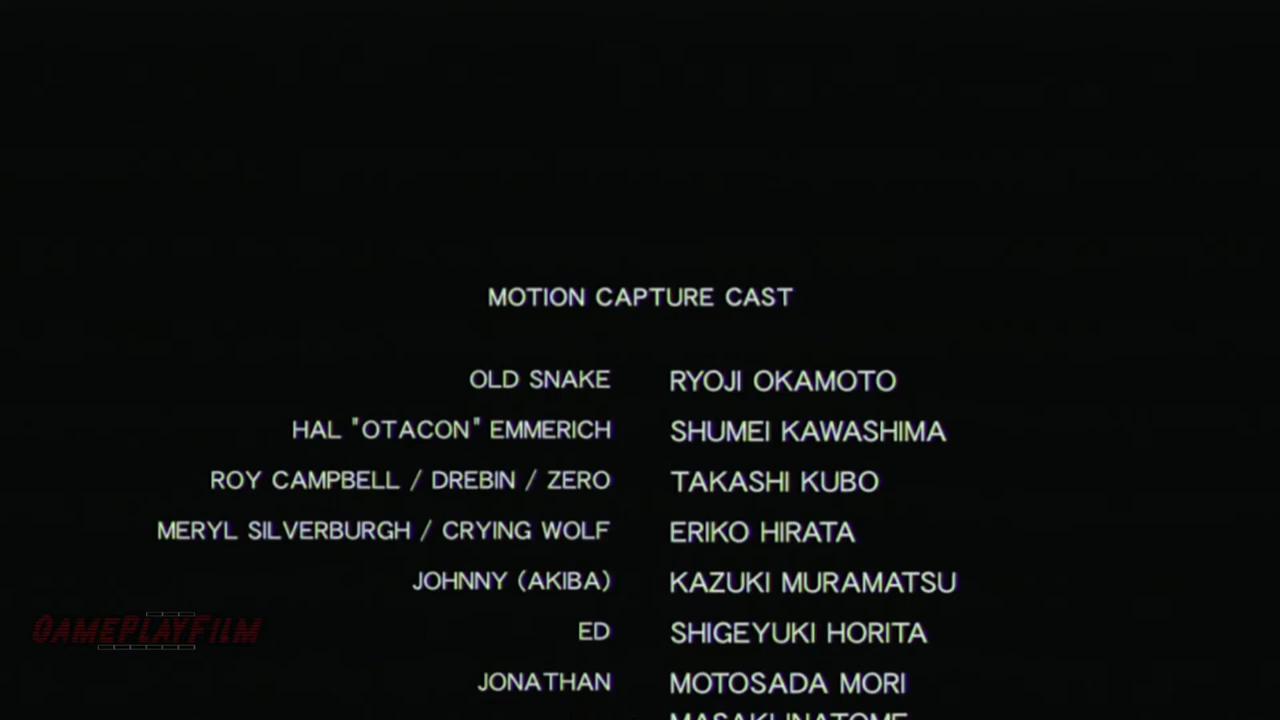 MOTION CAPTURE CAST
OLD SNAKE RYOJI OKAMOTO
HAL "OTACON" EMMERICH SHUMEI KAWASHIMA
ROY CAMPBELL / DREBIN / ZERO TAKASHI KUBO
MERYL SILVERBURGH / CRYING WOLF ERIKO HIRATA
JOHNNY (AKIBA) KAZUKI MURAMATSU
ED SHIGEYUKI HORITA
GAMEPLAYFILM
JONATHAN MOTOSADA MORI